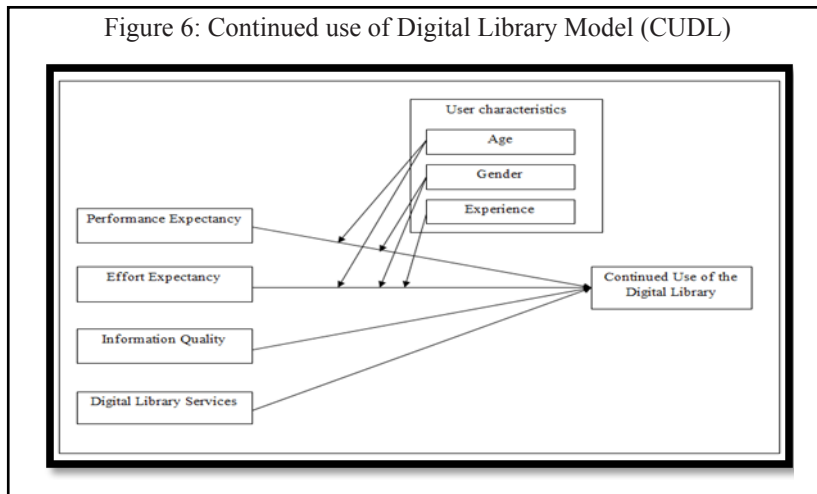 Figure 6: Continued use of Digital Library Model (CUDL)
User characteristics
Age
Gender
Experience
Performance Expectancy
Effort Expectancy
Information Quality
Digital Library Services
Continued Use of the
Digital Library